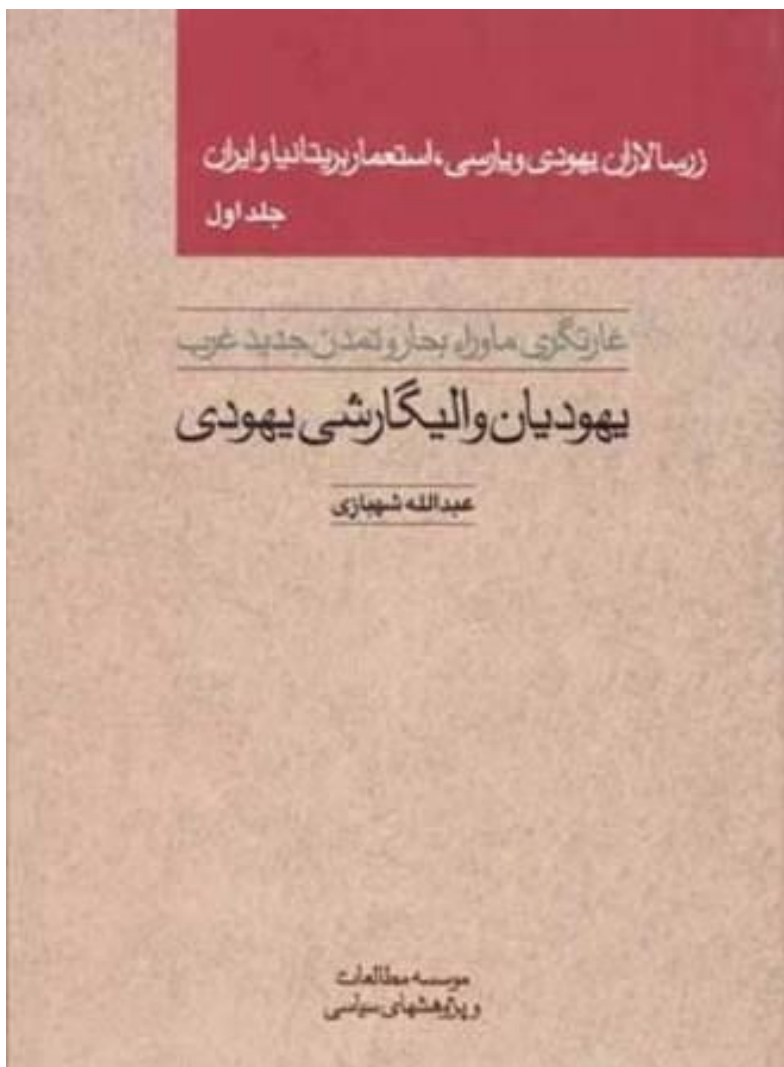 زرسالاران یهودی و پارسی، استعمار بریتانیا و ایران
جلد اول
غارتگری ماوراء بحار و تمدن جدید غرب
یهودیان و الیگارشی یهودی
عبدالله شهبازی
موسسه مطالعات
و پژوهشهای سیاسی